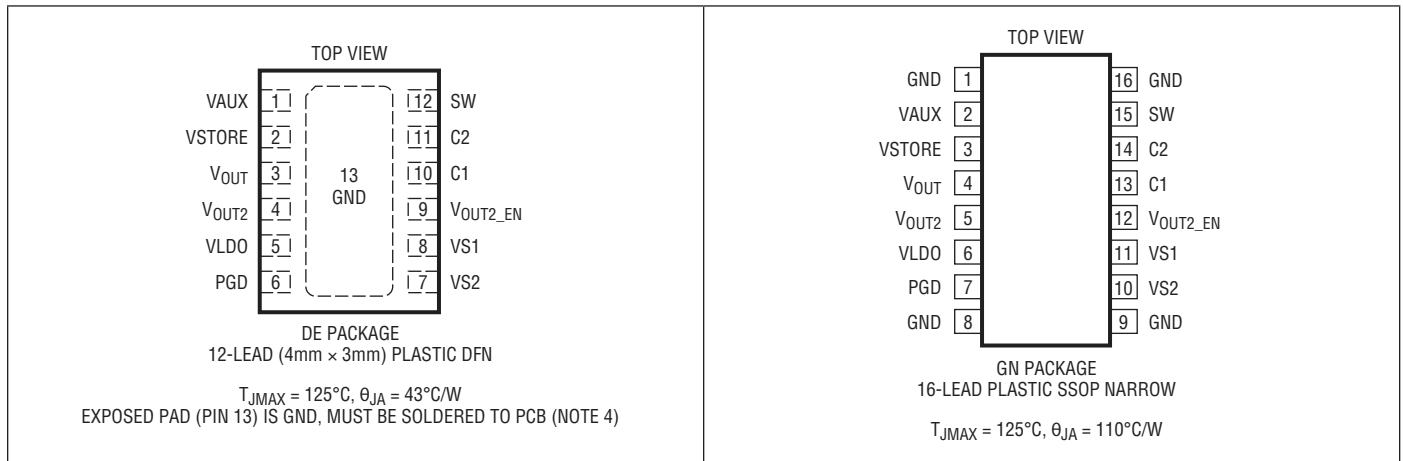 TOP VIEW
VAUX 1 12 SW
VSTORE 2 11 C2
VOUT 3 13 10 C1
GND
VOUT2 4 9 VOUT2_EN
VLDO 5 8 VS1
PGD 6 7 VS2
DE PACKAGE
12-LEAD (4mm × 3mm) PLASTIC DFN
TJMAX = 125°C, θJA = 43°C/W
EXPOSED PAD (PIN 13) IS GND, MUST BE SOLDERED TO PCB (NOTE 4)
TOP VIEW
GND 1 16 GND
VAUX 2 15 SW
VSTORE 3 14 C2
VOUT 4 13 C1
VOUT2 5 12 VOUT2_EN
VLDO 6 11 VS1
PGD 7 10 VS2
GND 8 9 GND
GN PACKAGE
16-LEAD PLASTIC SSOP NARROW
TJMAX = 125°C, θJA = 110°C/W